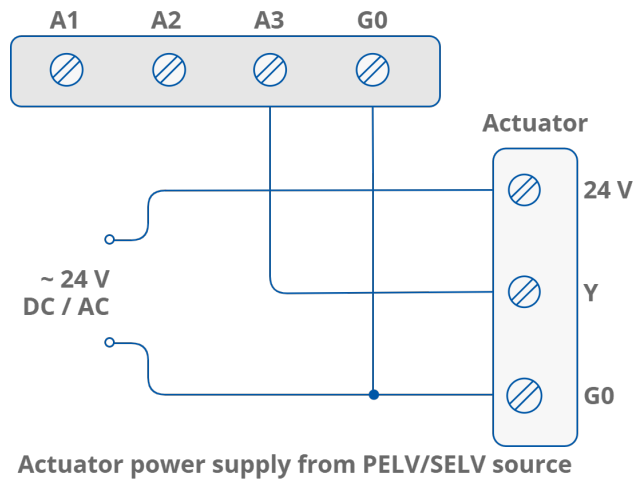 A1 A2 A3 G0
Actuator
24 V
~ 24 V
DC / AC
Y
G0
Actuator power supply from PELV/SELV source